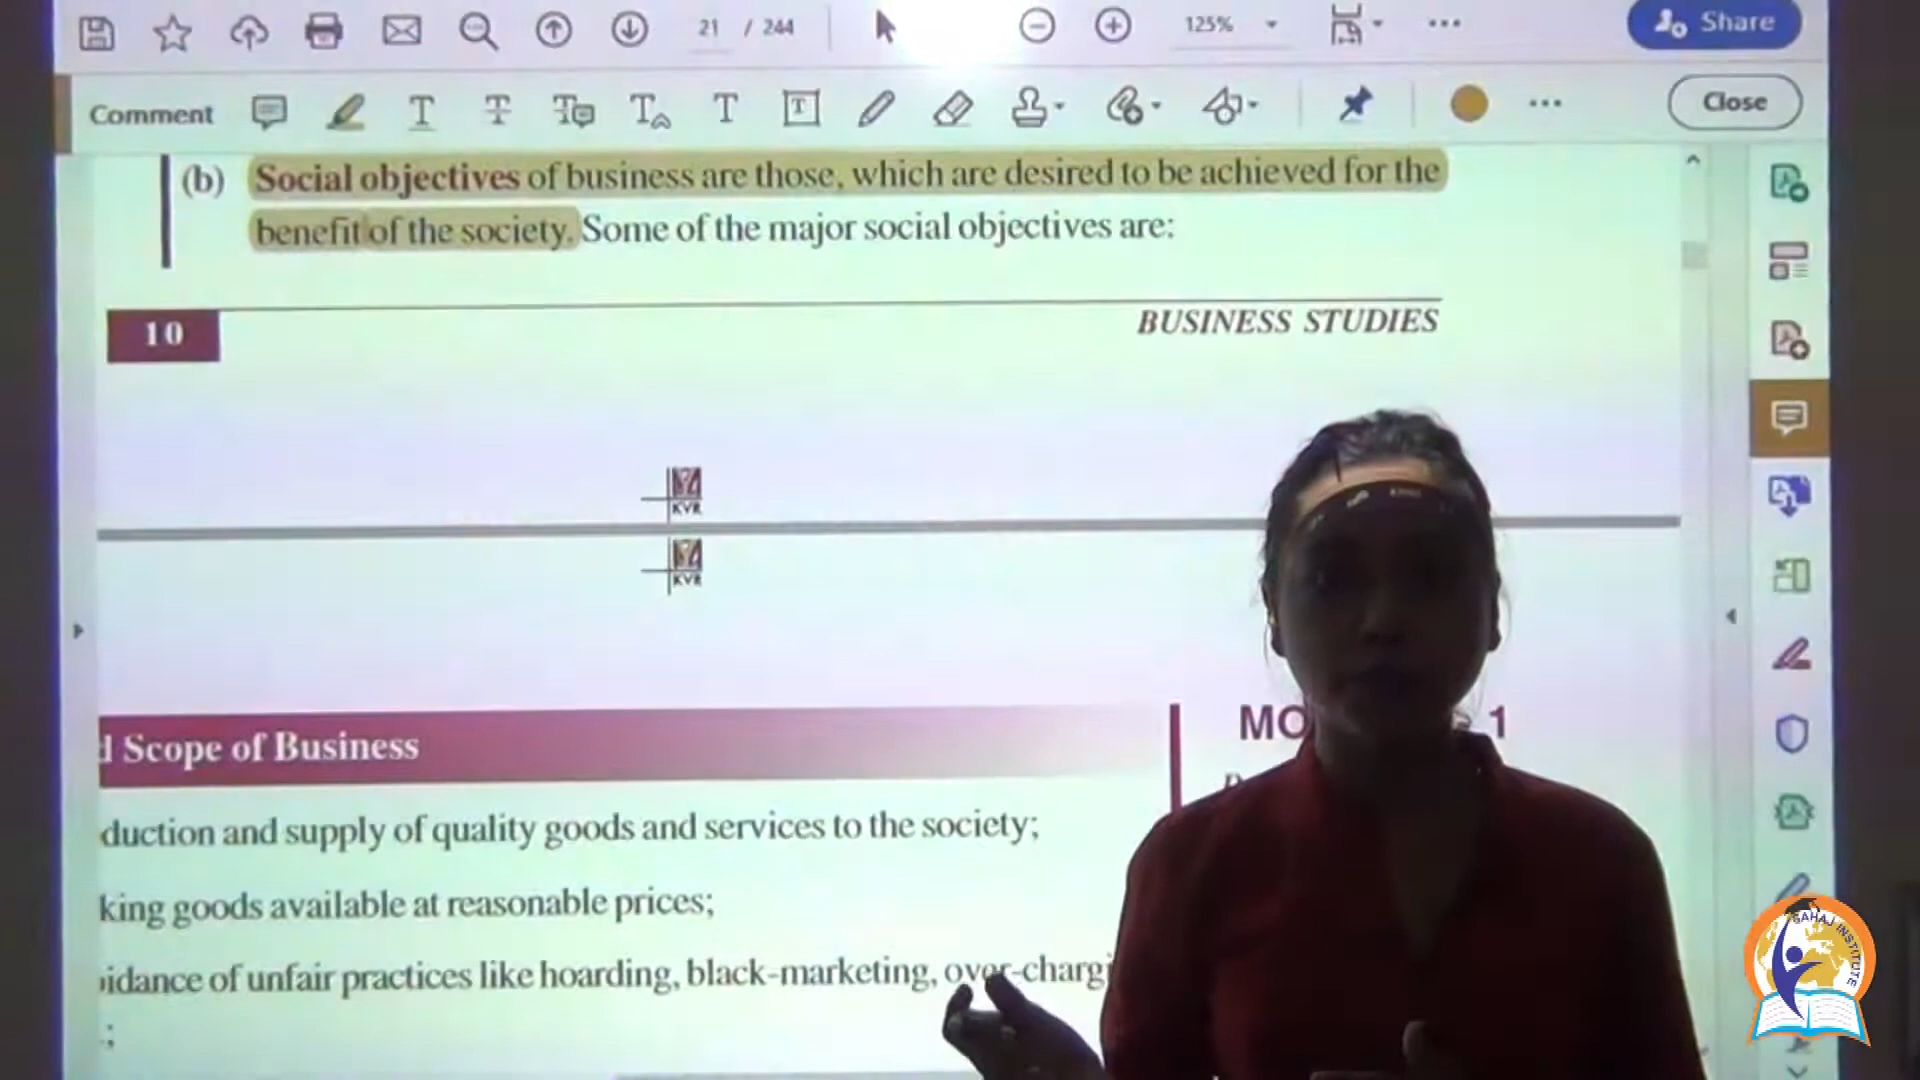 21 / 244
125%
Share
Comment
Close
(b) Social objectives of business are those, which are desired to be achieved for the
benefit of the society. Some of the major social objectives are:
10
BUSINESS STUDIES
KVR
KVR
d Scope of Business
MO
1
duction and supply of quality goods and services to the society;
king goods available at reasonable prices;
idance of unfair practices like hoarding, black-marketing, over-chargi
;
SAHAJ INSTITUTE